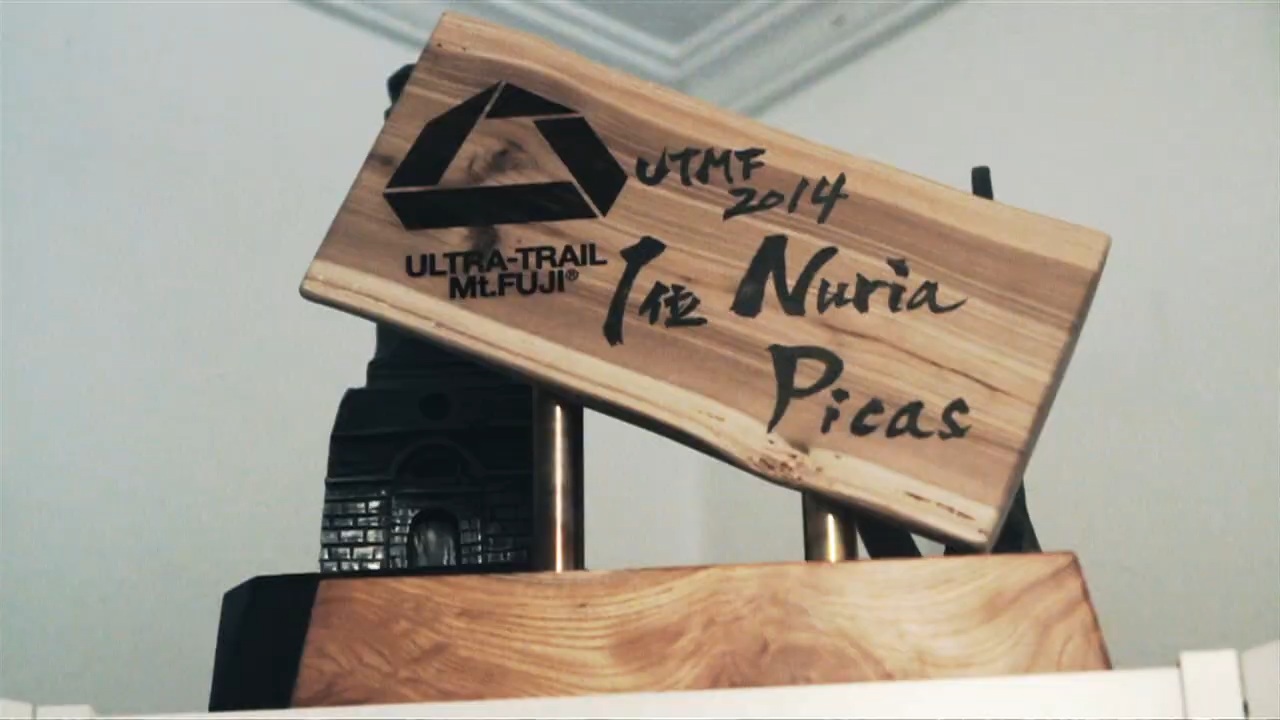 ULTRA-TRAIL
Mt.FUJI®
UTMF
2014
1位 Nuria
Picas